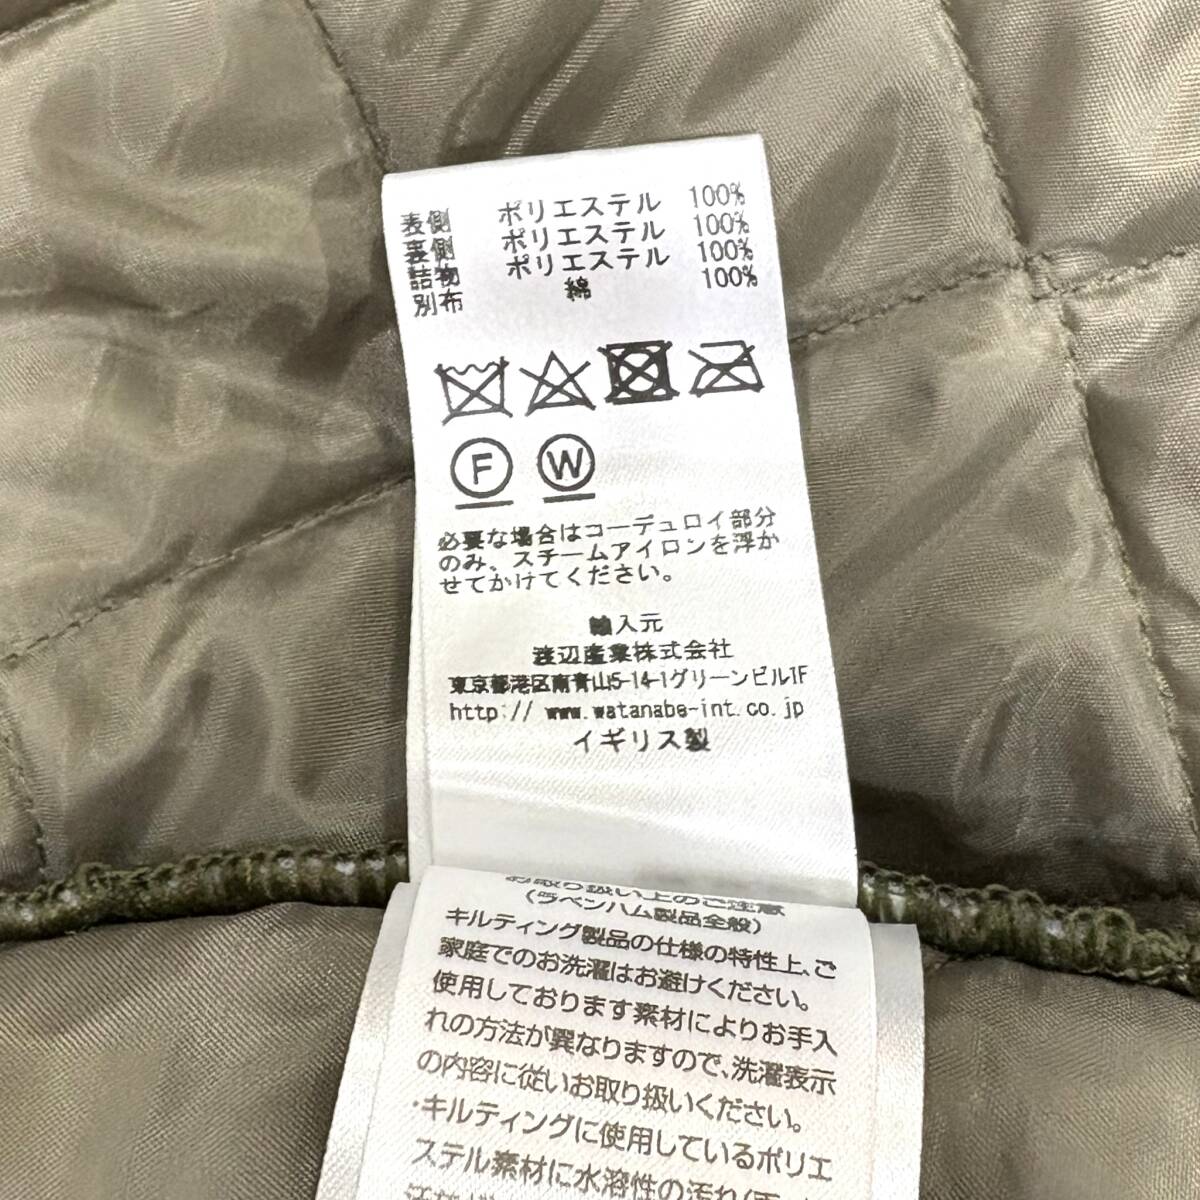 表側 ポリエステル 100%
裏側 ポリエステル 100%
詰物 ポリエステル 100%
別布 綿 100%
F W
必要な場合はコーデュロイ部分
のみ、スチームアイロンを浮か
せてかけてください。
輸入元
渡辺産業株式会社
東京都港区南青山5-14-1グリーンビル1F
http:// www.watanabe-int.co.jp
イギリス製
お取り扱い上のご注意
(ラベンハム製品全般)
キルティング製品の仕様の特性上、ご
家庭でのお洗濯はお避けください。
使用しております素材によりお手入
れの方法が異なりますので、洗濯表示
の内容に従いお取り扱いください。
・キルティングに使用しているポリエ
ステル素材に水溶性の汚れ(雨